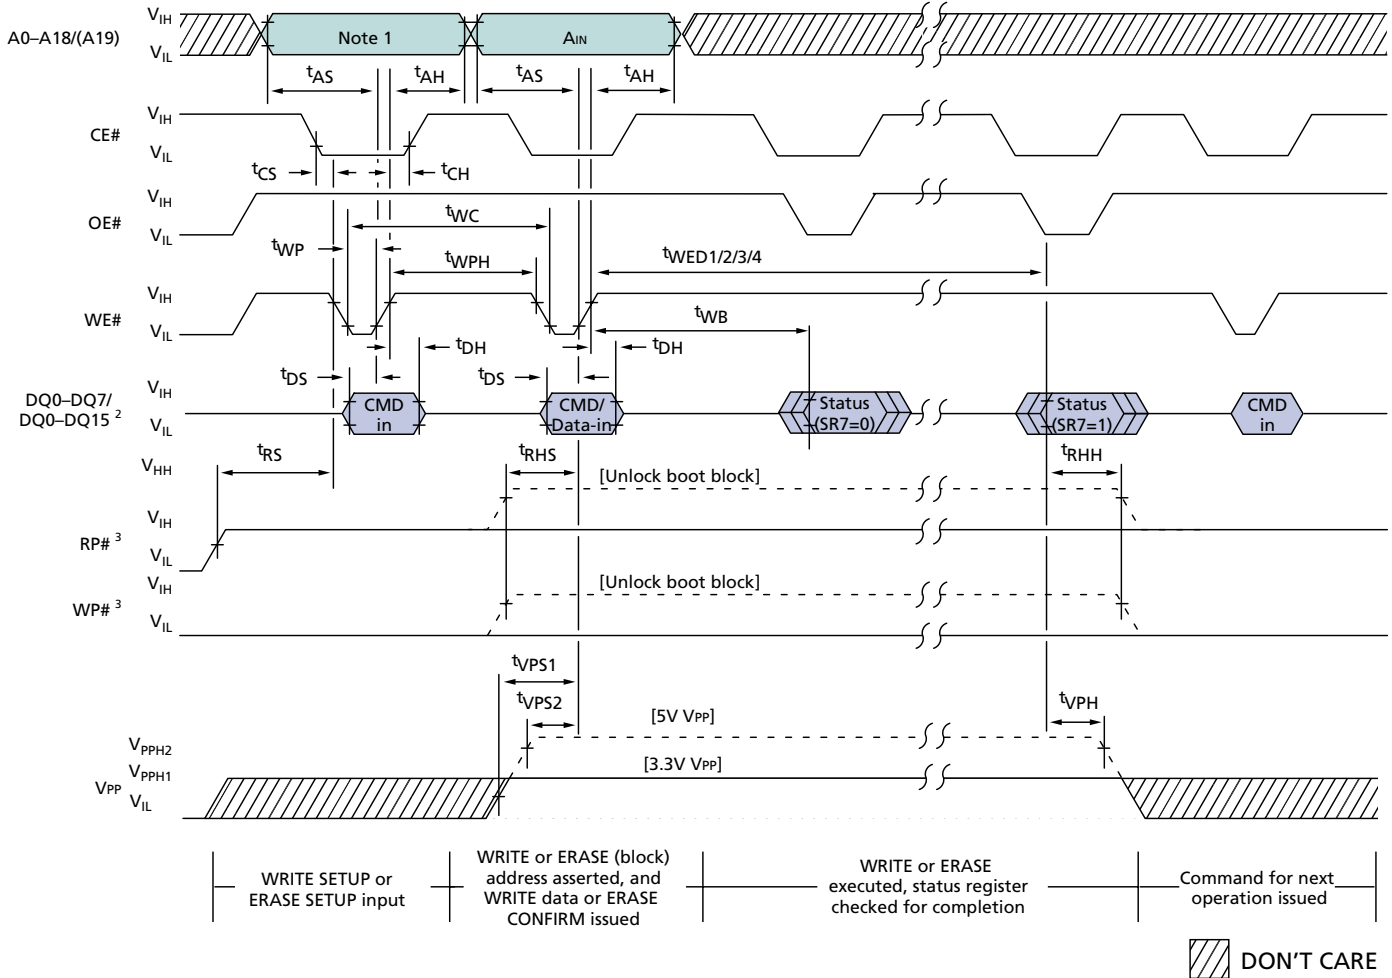 A0–A18/(A19)
VIH
VIL
Note 1
AIN
tAS
tAH
tAS
tAH
CE#
VIH
VIL
tCS
tCH
OE#
VIH
VIL
tWC
tWP
tWPH
tWED1/2/3/4
WE#
VIH
VIL
tWB
tDH
tDH
tDS
tDS
DQ0–DQ7/
DQ0–DQ15 2
VIH
VIL
CMD
in
CMD/
Data-in
Status
(SR7=0)
Status
(SR7=1)
CMD
in
tRS
tRHS
tRHH
VHH
[Unlock boot block]
VIH
RP# 3
VIL
VIH
[Unlock boot block]
WP# 3
VIL
tVPS1
tVPS2
tVPH
[5V VPP]
VPPH2
[3.3V VPP]
VPPH1
VPP
VIL
WRITE SETUP or
ERASE SETUP input
WRITE or ERASE (block)
address asserted, and
WRITE data or ERASE
CONFIRM issued
WRITE or ERASE
executed, status register
checked for completion
Command for next
operation issued
DON'T CARE